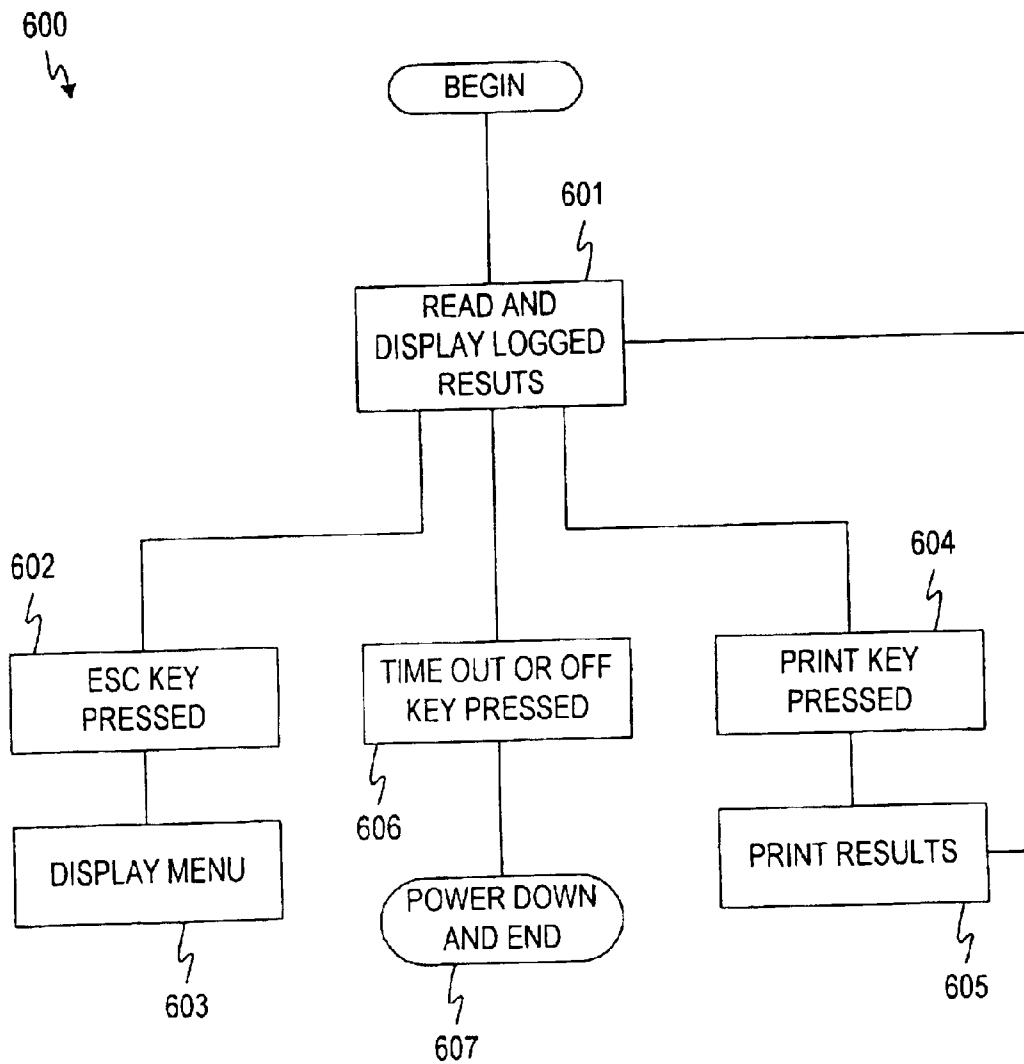 600
BEGIN
601
READ AND
DISPLAY LOGGED
RESUTS
602
ESC KEY
PRESSED
TIME OUT OR OFF
KEY PRESSED
604
PRINT KEY
PRESSED
606
DISPLAY MENU
603
POWER DOWN
AND END
607
PRINT RESULTS
605